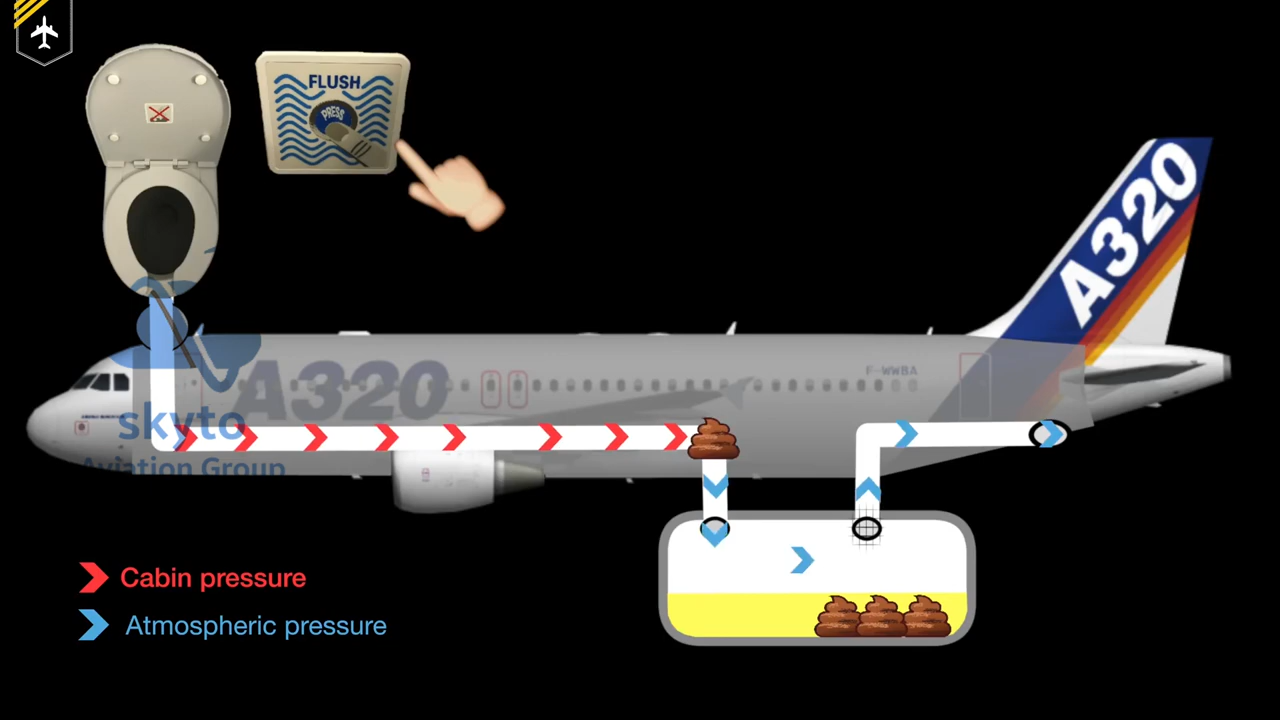 FLUSH
PRESS
A320
A320
F-WWBA
skyto
Aviation Group
Cabin pressure
Atmospheric pressure